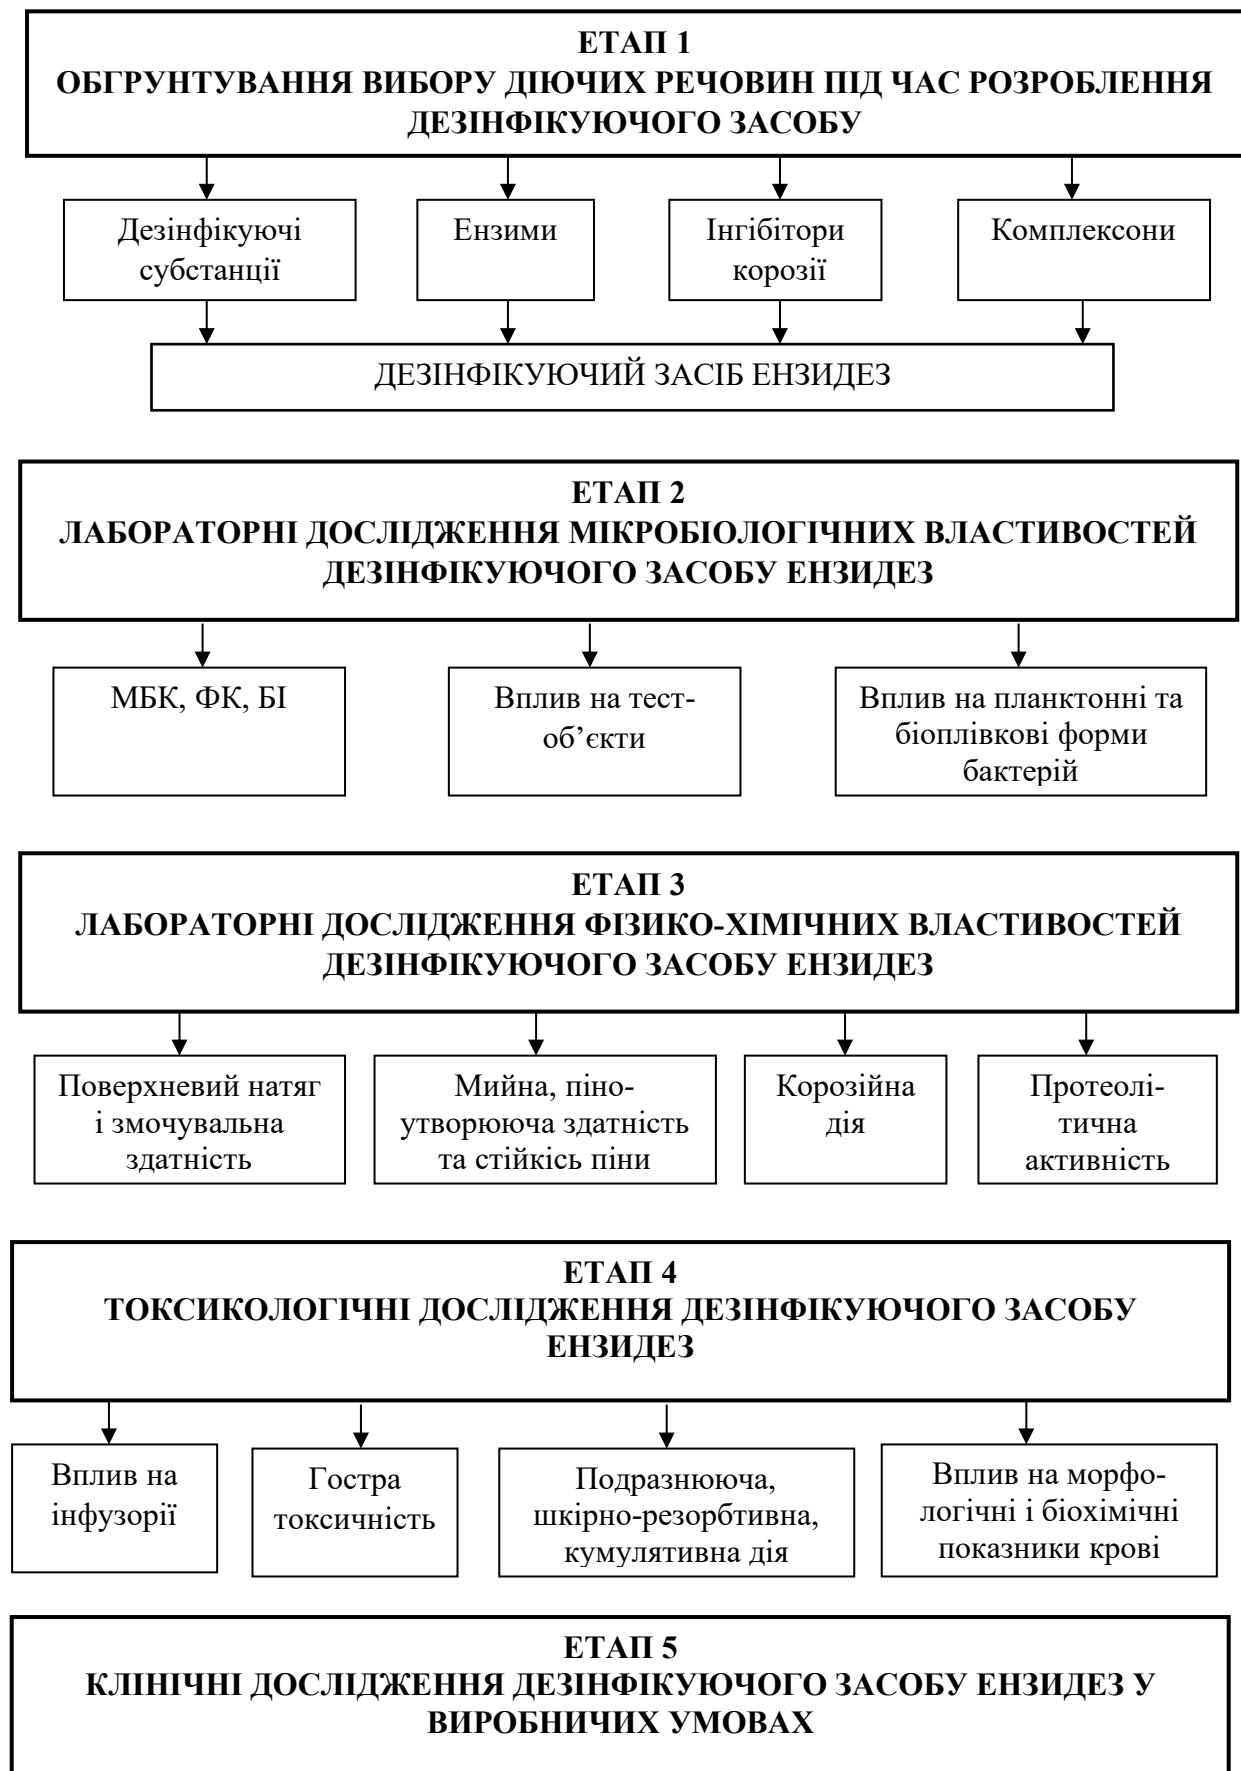 ЕТАП 1
ОБГРУНТУВАННЯ ВИБОРУ ДІЮЧИХ РЕЧОВИН ПІД ЧАС РОЗРОБЛЕННЯ
ДЕЗІНФІКУЮЧОГО ЗАСОБУ
Дезінфікуючі
субстанції
Ензими
Інгібітори
корозії
Комплексони
ДЕЗІНФІКУЮЧИЙ ЗАСІБ ЕНЗИДЕЗ
ЕТАП 2
ЛАБОРАТОРНІ ДОСЛІДЖЕННЯ МІКРОБІОЛОГІЧНИХ ВЛАСТИВОСТЕЙ
ДЕЗІНФІКУЮЧОГО ЗАСОБУ ЕНЗИДЕЗ
МБК, ФК, БІ
Вплив на тест-
об’єкти
Вплив на планктонні та
біоплівкові форми
бактерій
ЕТАП 3
ЛАБОРАТОРНІ ДОСЛІДЖЕННЯ ФІЗИКО-ХІМІЧНИХ ВЛАСТИВОСТЕЙ
ДЕЗІНФІКУЮЧОГО ЗАСОБУ ЕНЗИДЕЗ
Поверхневий натяг
і змочувальна
здатність
Мийна, піно-
утворююча здатність
та стійкісь піни
Корозійна
дія
Протеолі-
тична
активність
ЕТАП 4
ТОКСИКОЛОГІЧНІ ДОСЛІДЖЕННЯ ДЕЗІНФІКУЮЧОГО ЗАСОБУ
ЕНЗИДЕЗ
Вплив на
інфузорії
Гостра
токсичність
Подразнююча,
шкірно-резорбтивна,
кумулятивна дія
Вплив на морфо-
логічні і біохімічні
показники крові
ЕТАП 5
КЛІНІЧНІ ДОСЛІДЖЕННЯ ДЕЗІНФІКУЮЧОГО ЗАСОБУ ЕНЗИДЕЗ У
ВИРОБНИЧИХ УМОВАХ